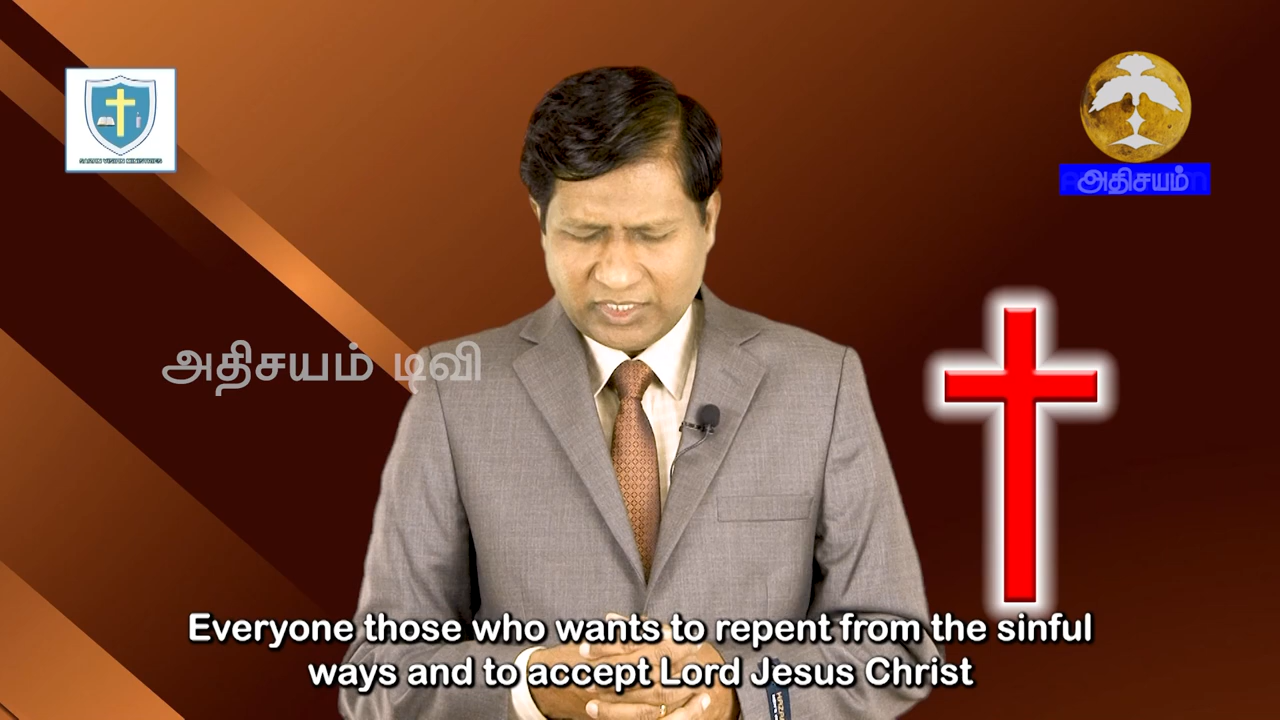 அதிசயம்
அதிசயம் டிவி
Everyone those who wants to repent from the sinful
ways and to accept Lord Jesus Christ